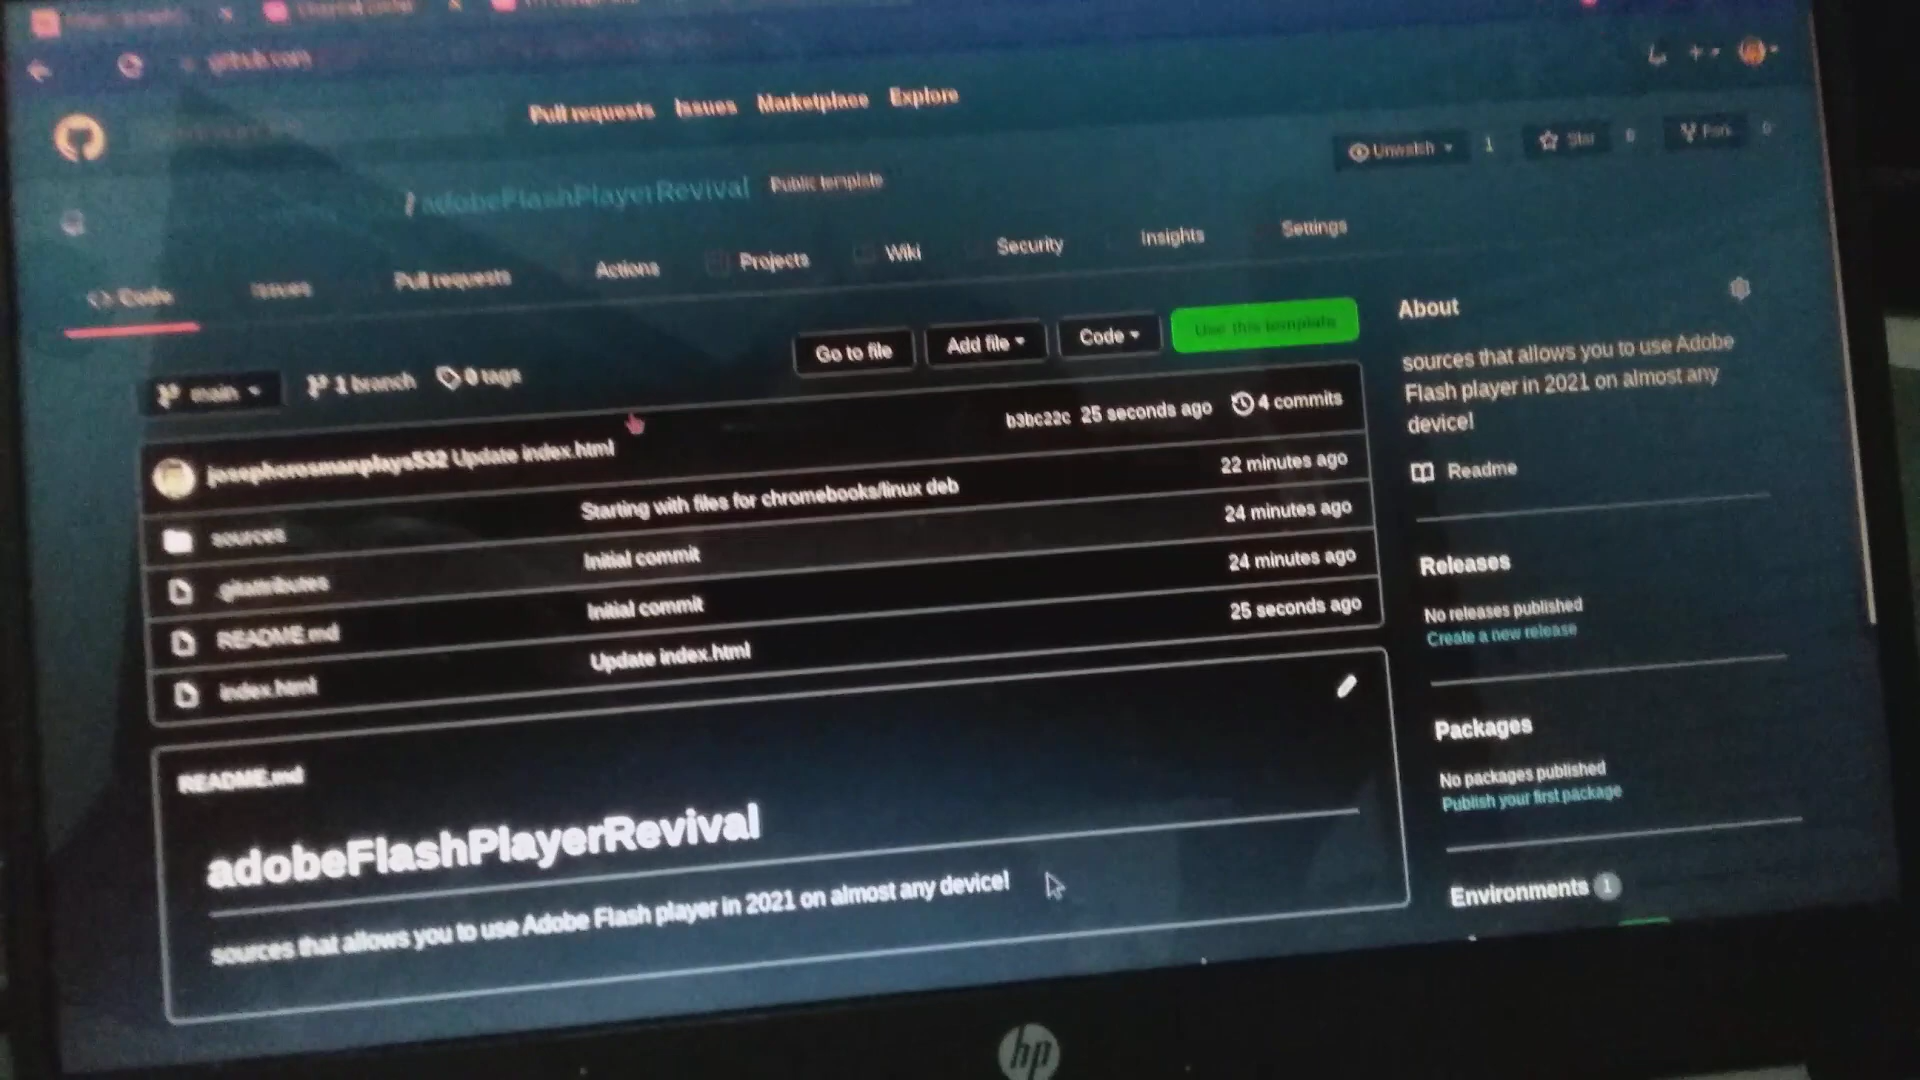 github.com
Pull requests Issues Marketplace Explore
/ adobeFlashPlayerRevival Public template
Unwatch 1 Star 0 Fork 0
Code Issues Pull requests Actions Projects Wiki Security Insights Settings
main 1 branch 0 tags Go to file Add file Code Use this template
josephcrosmanplays532 Update index.html b3bc22c 25 seconds ago 4 commits
sources Starting with files for chromebooks/linux deb 22 minutes ago
.gitattributes Initial commit 24 minutes ago
README.md Initial commit 24 minutes ago
index.html Update index.html 25 seconds ago
README.md
adobeFlashPlayerRevival
sources that allows you to use Adobe Flash player in 2021 on almost any device!
About
sources that allows you to use Adobe
Flash player in 2021 on almost any
device!
Readme
Releases
No releases published
Create a new release
Packages
No packages published
Publish your first package
Environments 1
hp